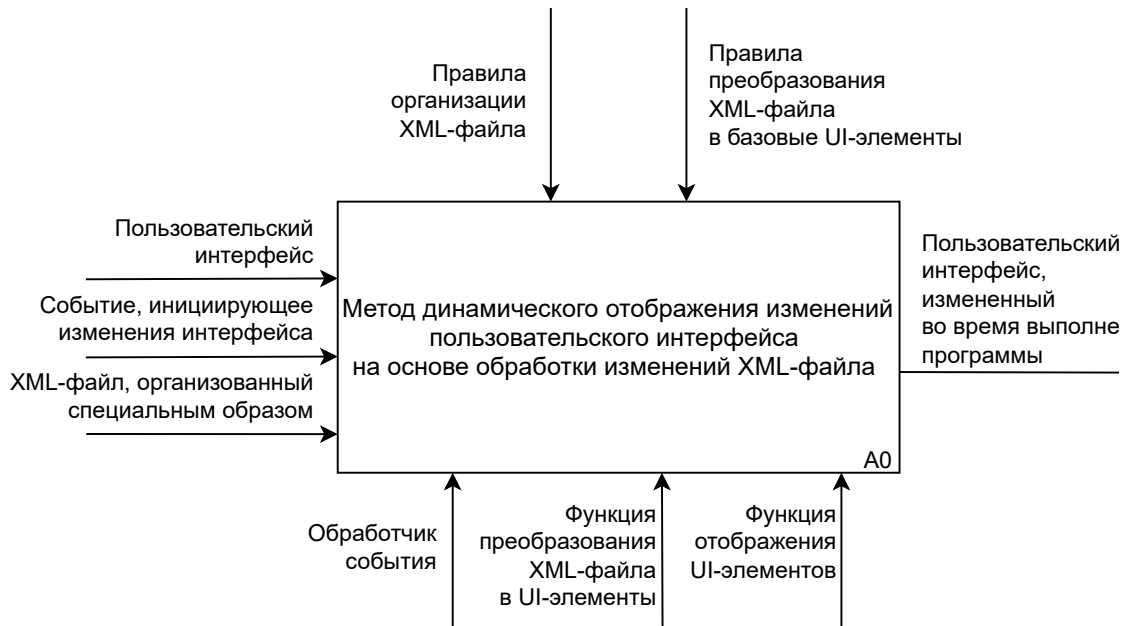 Правила
организации
XML-файла
Правила
преобразования
XML-файла
в базовые UI-элементы
Пользовательский
интерфейс
Событие, инициирующее
изменения интерфейса
XML-файл, организованный
специальным образом
Метод динамического отображения изменений
пользовательского интерфейса
на основе обработки изменений XML-файла
A0
Пользовательский
интерфейс,
измененный
во время выполне
программы
Обработчик
события
Функция
преобразования
XML-файла
в UI-элементы
Функция
отображения
UI-элементов